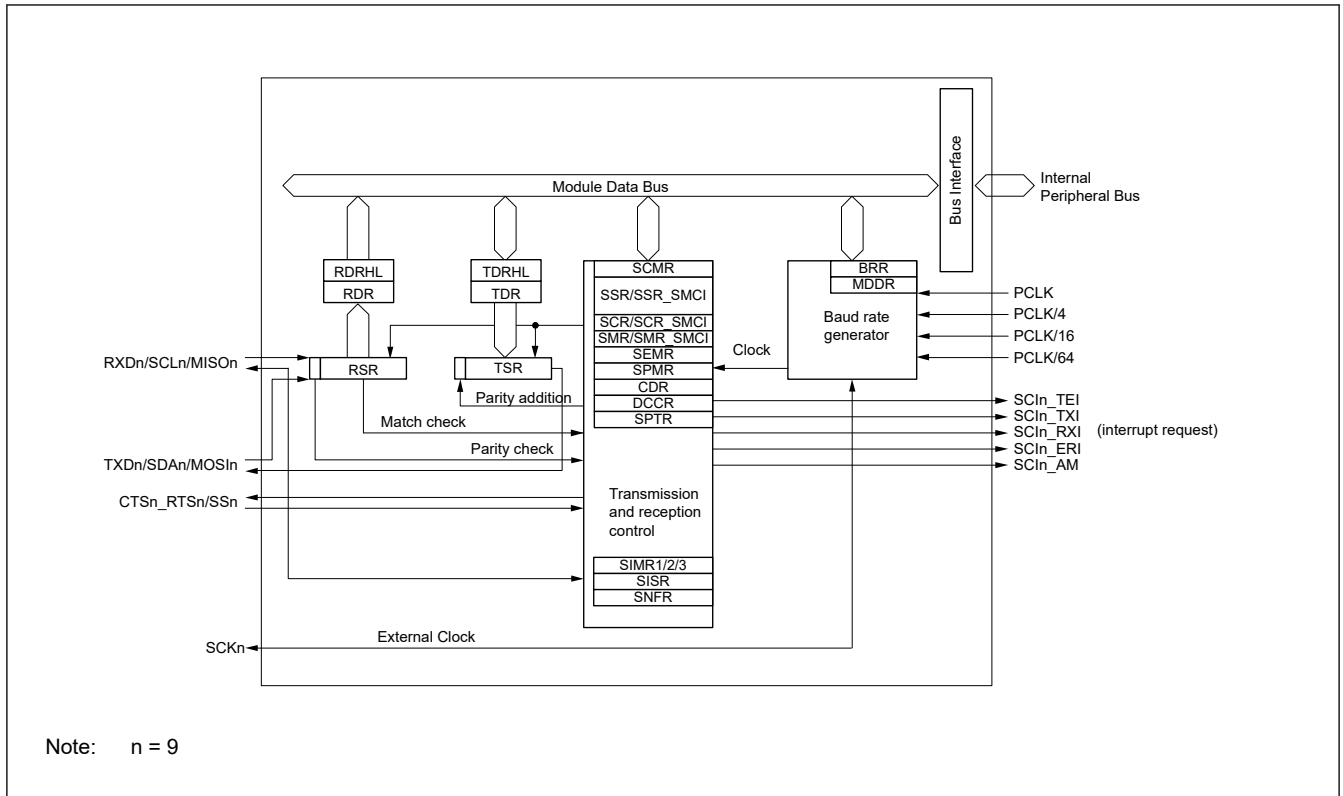 Bus Interface
Internal
Peripheral Bus
Module Data Bus
RDRHL
RDR
TDRHL
TDR
SCMR
SSR/SSR_SMCI
SCR/SCR_SMCI
SMR/SMR_SMCI
SEMR
SPMR
CDR
DCCR
SPTR
BRR
MDDR
Baud rate
generator
PCLK
PCLK/4
PCLK/16
PCLK/64
Clock
RXDn/SCLn/MISOn
RSR
TSR
Parity addition
Match check
Parity check
TXDn/SDAn/MOSIn
CTSn_RTSn/SSn
SCIn_TEI
SCIn_TXI
SCIn_RXI (interrupt request)
SCIn_ERI
SCIn_AM
Transmission
and reception
control
SIMR1/2/3
SISR
SNFR
External Clock
SCKn
Note: n = 9